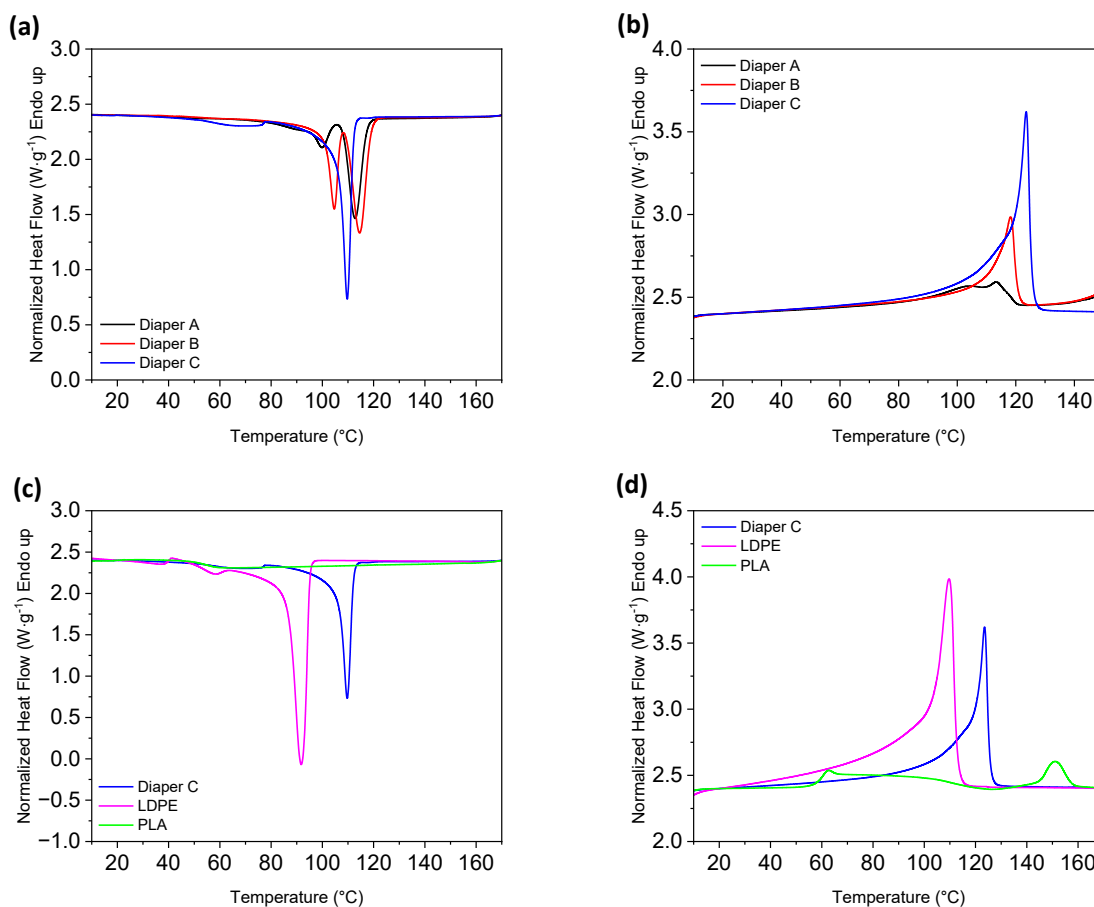 (a)
Normalized Heat Flow (W·g⁻¹) Endo up
3.0
2.5
2.0
1.5
1.0
0.5
0.0
Diaper A
Diaper B
Diaper C
20 40 60 80 100 120 140 160
Temperature (°C)
(b)
Normalized Heat Flow (W·g⁻¹) Endo up
4.0
3.5
3.0
2.5
2.0
Diaper A
Diaper B
Diaper C
20 40 60 80 100 120 140
Temperature (°C)
(c)
Normalized Heat Flow (W·g⁻¹) Endo up
3.0
2.5
2.0
1.5
1.0
0.5
0.0
−0.5
−1.0
Diaper C
LDPE
PLA
20 40 60 80 100 120 140 160
Temperature (°C)
(d)
Normalized Heat Flow (W·g⁻¹) Endo up
4.5
4.0
3.5
3.0
2.5
2.0
Diaper C
LDPE
PLA
20 40 60 80 100 120 140 160
Temperature (°C)